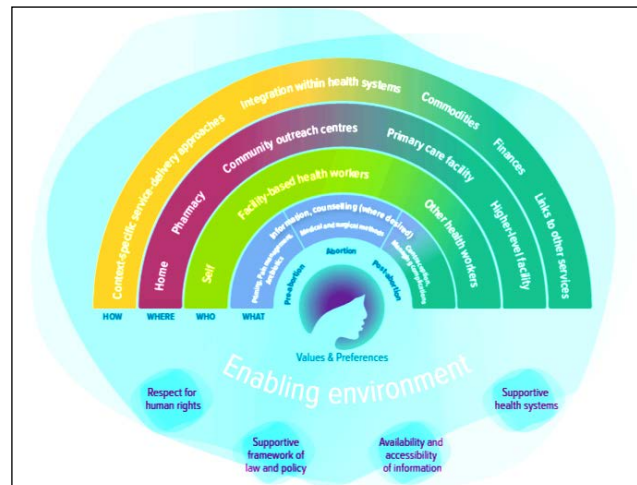 Context-specific service-delivery approaches
Integration within health systems
Commodities
Finances
Links to other services
Home
Pharmacy
Community outreach centres
Primary care facility
Higher-level facility
Self
Facility-based health workers
Other health workers
Information, counselling (where desired)
Medical and surgical methods
Contraception,
Managing complications
Pre-abortion
Abortion
Post-abortion
HOW
WHERE
WHO
WHAT
Values & Preferences
Enabling environment
Respect for
human rights
Supportive
framework of
law and policy
Availability and
accessibility
of information
Supportive
health systems